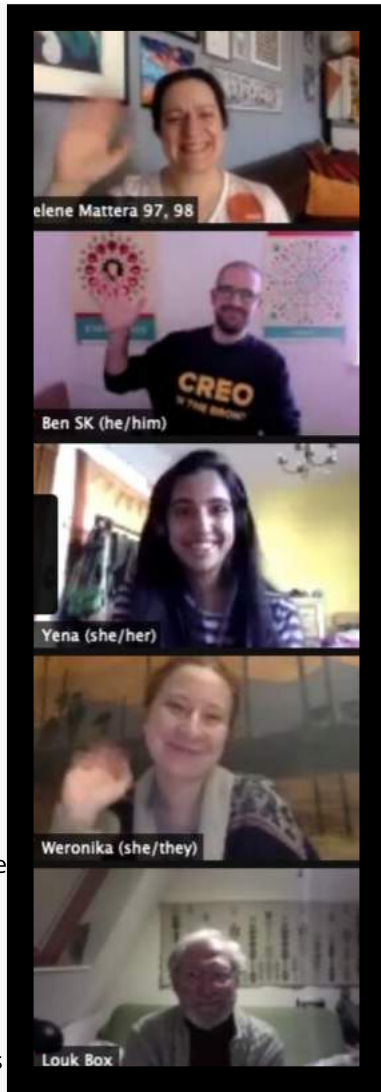 elene Mattera 97, 98
CREO
Ben SK (he/him)
Yena (she/her)
Weronika (she/they)
e
Louk Box
s